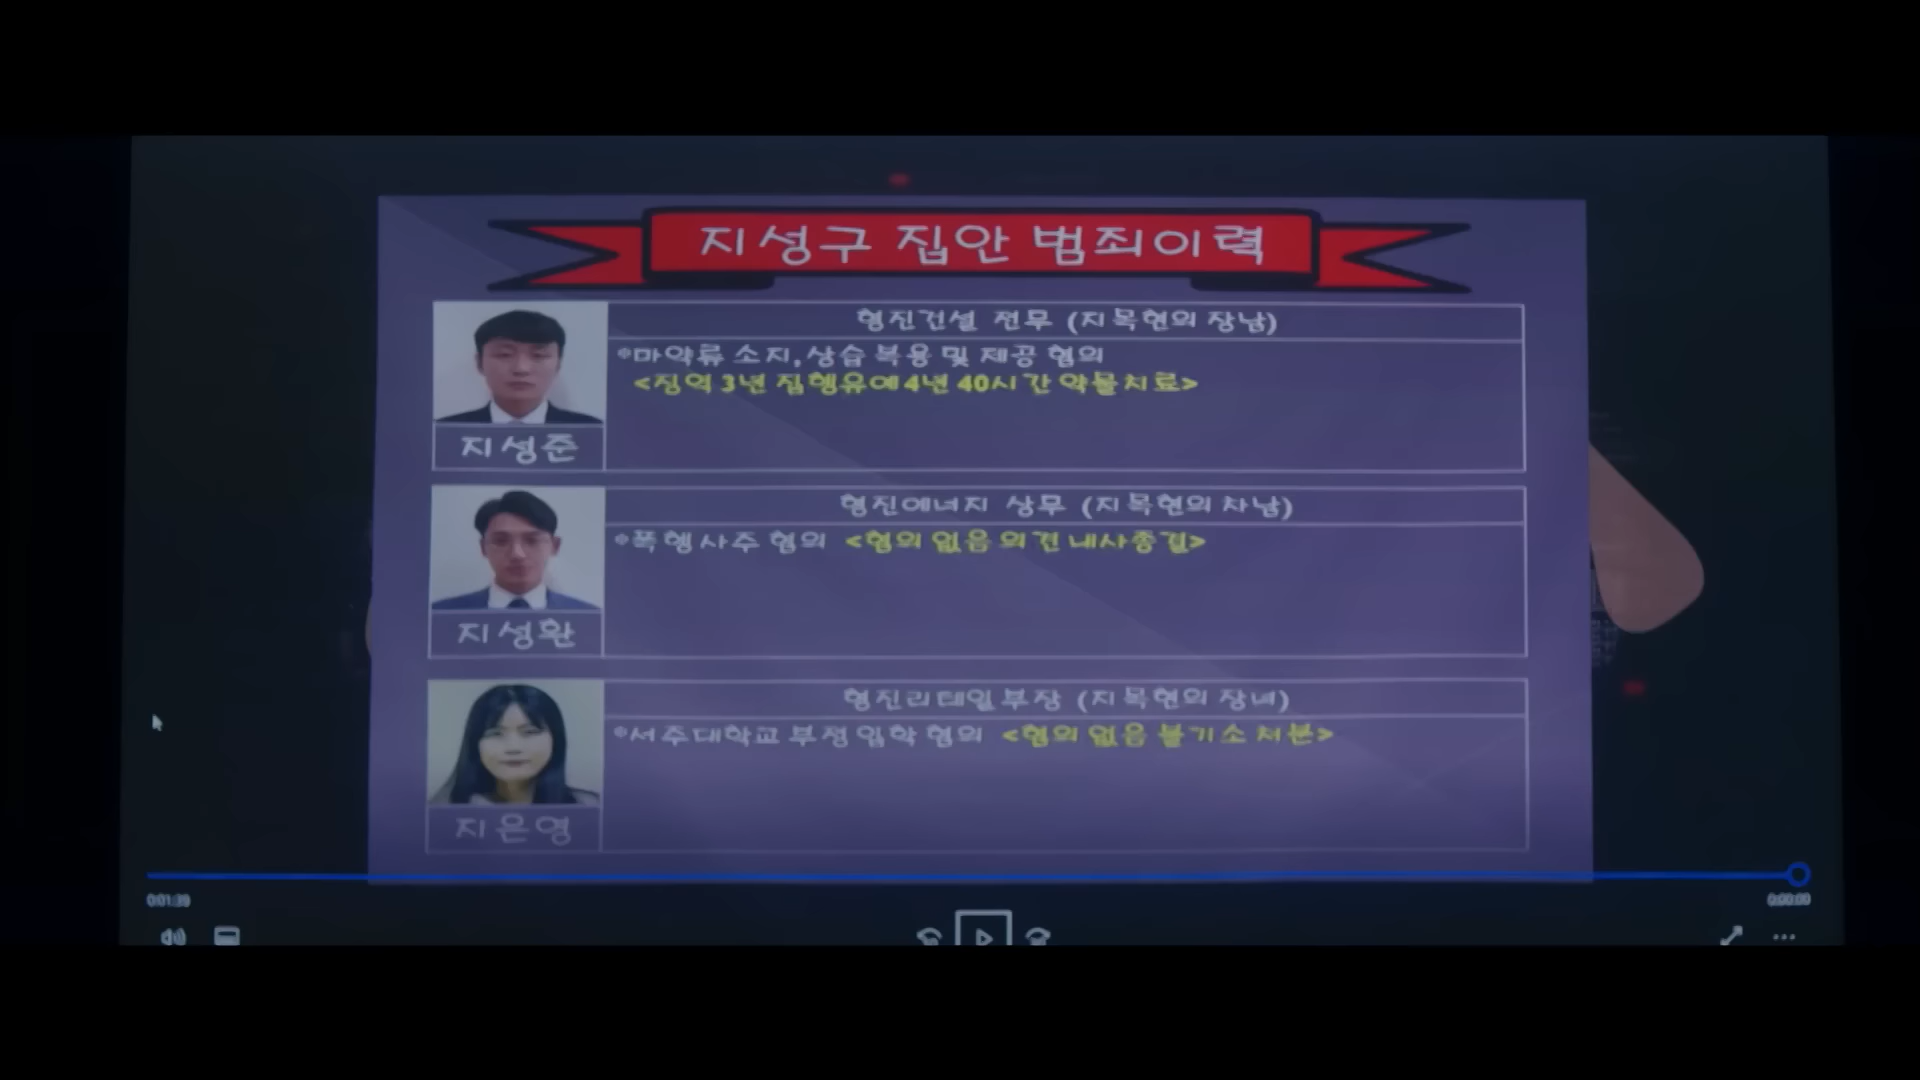 지성구 집안 범죄이력
형진건설 전무 (지목현의 장남)
*마약류 소지,상습 복용 및 제공 혐의
<징역 3년 집행유예 4년 40시간 약물치료>
지성준
형진에너지 상무 (지목현의 차남)
*폭행사주 혐의 <혐의 없음 의견 내사종결>
지성환
형진리테일부장 (지목현의 장녀)
*서주대학교 부정 입학 혐의 <혐의 없음 불기소 처분>
지은영
0:01:39
0:00:00